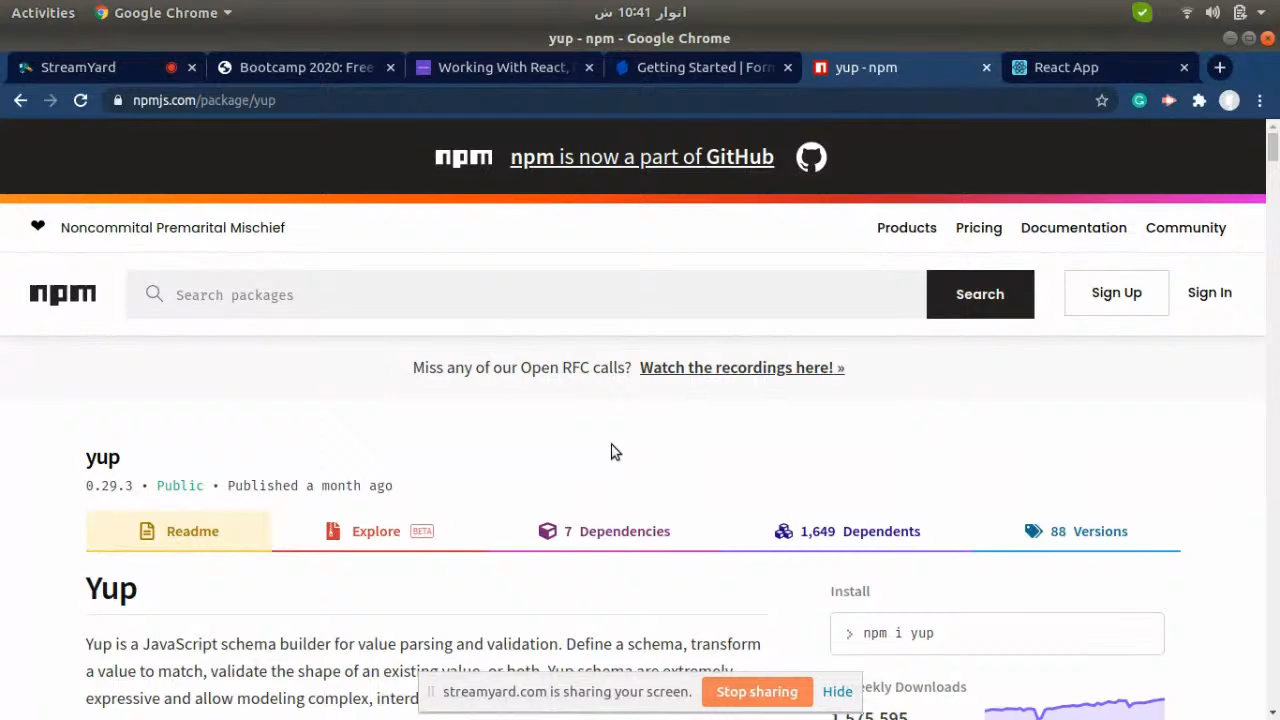 Activities
Google Chrome
انوار 10:41 ش
yup - npm - Google Chrome
StreamYard
Bootcamp 2020: Free
Working With React,
Getting Started | Form
yup - npm
React App
npmjs.com/package/yup
npm
npm is now a part of GitHub
❤ Noncommital Premarital Mischief
Products
Pricing
Documentation
Community
npm
Search packages
Search
Sign Up
Sign In
Miss any of our Open RFC calls? Watch the recordings here! »
yup
0.29.3 • Public • Published a month ago
Readme
Explore BETA
7 Dependencies
1,649 Dependents
88 Versions
Yup
Install
> npm i yup
Yup is a JavaScript schema builder for value parsing and validation. Define a schema, transform
a value to match, validate the shape of an existing value, or both. Yup schema are extremely
expressive and allow modeling complex, interd
Weekly Downloads
1,575,595
streamyard.com is sharing your screen.
Stop sharing
Hide